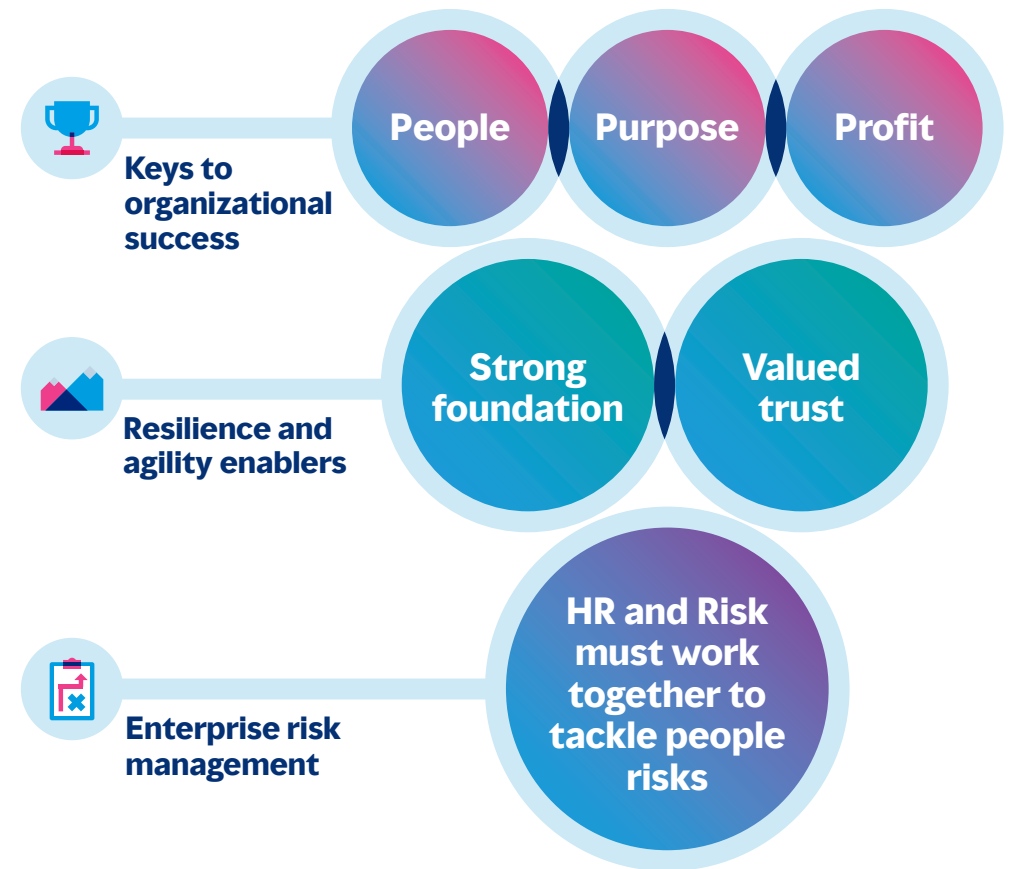 People
Purpose
Profit
Keys to
organizational
success
Strong
foundation
Valued
trust
Resilience and
agility enablers
HR and Risk
must work
together to
tackle people
risks
Enterprise risk
management